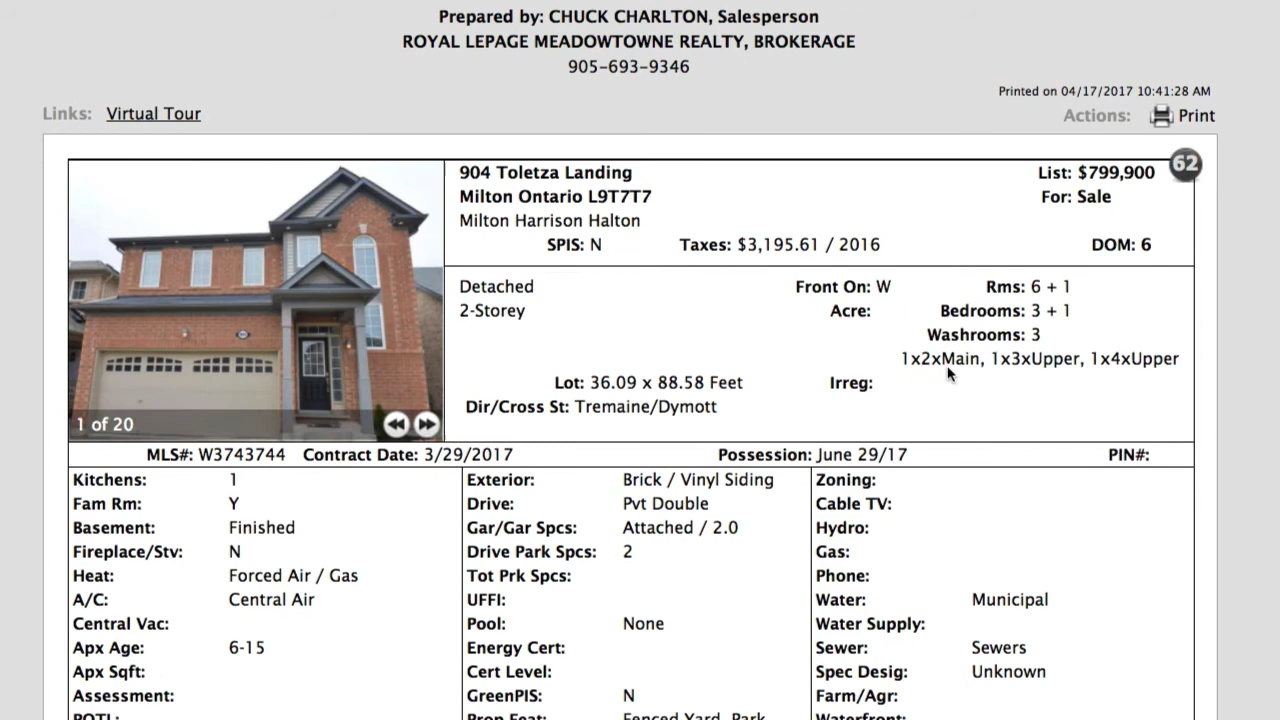 Prepared by: CHUCK CHARLTON, Salesperson
ROYAL LEPAGE MEADOWTOWNE REALTY, BROKERAGE
905-693-9346
Printed on 04/17/2017 10:41:28 AM
Links: Virtual Tour
Actions: Print
62
904 Toletza Landing List: $799,900
Milton Ontario L9T7T7 For: Sale
Milton Harrison Halton
SPIS: N Taxes: $3,195.61 / 2016 DOM: 6
Detached Front On: W Rms: 6 + 1
2-Storey Acre: Bedrooms: 3 + 1
Washrooms: 3
1x2xMain, 1x3xUpper, 1x4xUpper
Lot: 36.09 x 88.58 Feet Irreg:
Dir/Cross St: Tremaine/Dymott
1 of 20
MLS#: W3743744 Contract Date: 3/29/2017 Possession: June 29/17 PIN#:
Kitchens: 1 Exterior: Brick / Vinyl Siding Zoning:
Fam Rm: Y Drive: Pvt Double Cable TV:
Basement: Finished Gar/Gar Spcs: Attached / 2.0 Hydro:
Fireplace/Stv: N Drive Park Spcs: 2 Gas:
Heat: Forced Air / Gas Tot Prk Spcs: Phone:
A/C: Central Air UFFI: Water: Municipal
Central Vac: Pool: None Water Supply:
Apx Age: 6-15 Energy Cert: Sewer: Sewers
Apx Sqft: Cert Level: Spec Desig: Unknown
Assessment: GreenPIS: N Farm/Agr:
POTL: Prop Feat: Fenced Yard, Park Waterfront: